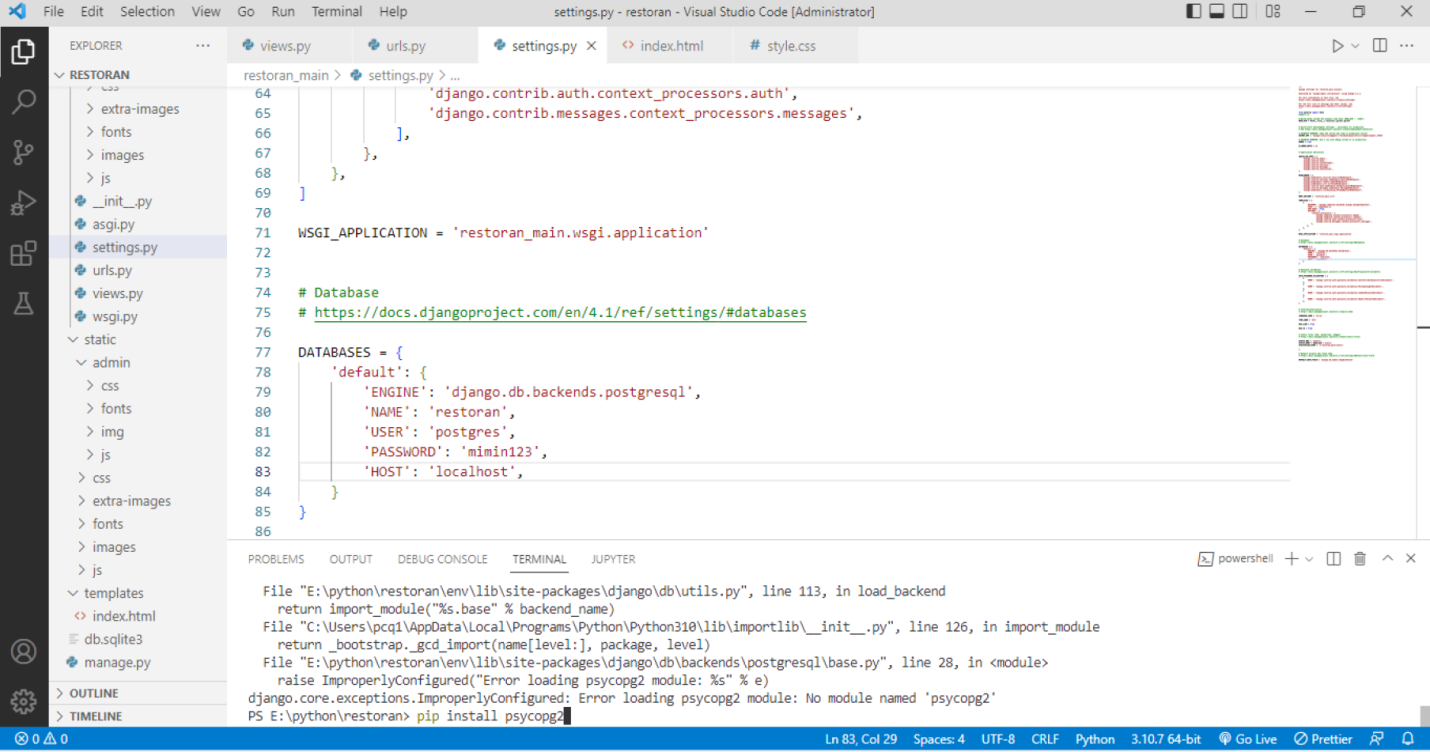 File Edit Selection View Go Run Terminal Help settings.py - restoran - Visual Studio Code [Administrator]
EXPLORER ...
RESTORAN
css
extra-images
fonts
images
js
__init__.py
asgi.py
settings.py
urls.py
views.py
wsgi.py
static
admin
css
fonts
img
js
css
extra-images
fonts
images
js
templates
<> index.html
db.sqlite3
manage.py
OUTLINE
TIMELINE
views.py urls.py settings.py <> index.html # style.css
restoran_main > settings.py > ...
64 'django.contrib.auth.context_processors.auth',
65 'django.contrib.messages.context_processors.messages',
66 ],
67 },
68 },
69 ]
70
71 WSGI_APPLICATION = 'restoran_main.wsgi.application'
72
73
74 # Database
75 # https://docs.djangoproject.com/en/4.1/ref/settings/#databases
76
77 DATABASES = {
78 'default': {
79 'ENGINE': 'django.db.backends.postgresql',
80 'NAME': 'restoran',
81 'USER': 'postgres',
82 'PASSWORD': 'mimin123',
83 'HOST': 'localhost',
84 }
85 }
86
PROBLEMS OUTPUT DEBUG CONSOLE TERMINAL JUPYTER powershell
File "E:\python\restoran\env\lib\site-packages\django\db\utils.py", line 113, in load_backend
return import_module("%s.base" % backend_name)
File "C:\Users\pcq1\AppData\Local\Programs\Python\Python310\lib\importlib\__init__.py", line 126, in import_module
return _bootstrap._gcd_import(name[level:], package, level)
File "E:\python\restoran\env\lib\site-packages\django\db\backends\postgresql\base.py", line 28, in <module>
raise ImproperlyConfigured("Error loading psycopg2 module: %s" % e)
django.core.exceptions.ImproperlyConfigured: Error loading psycopg2 module: No module named 'psycopg2'
PS E:\python\restoran> pip install psycopg2
0 0 Ln 83, Col 29 Spaces: 4 UTF-8 CRLF Python 3.10.7 64-bit Go Live Prettier